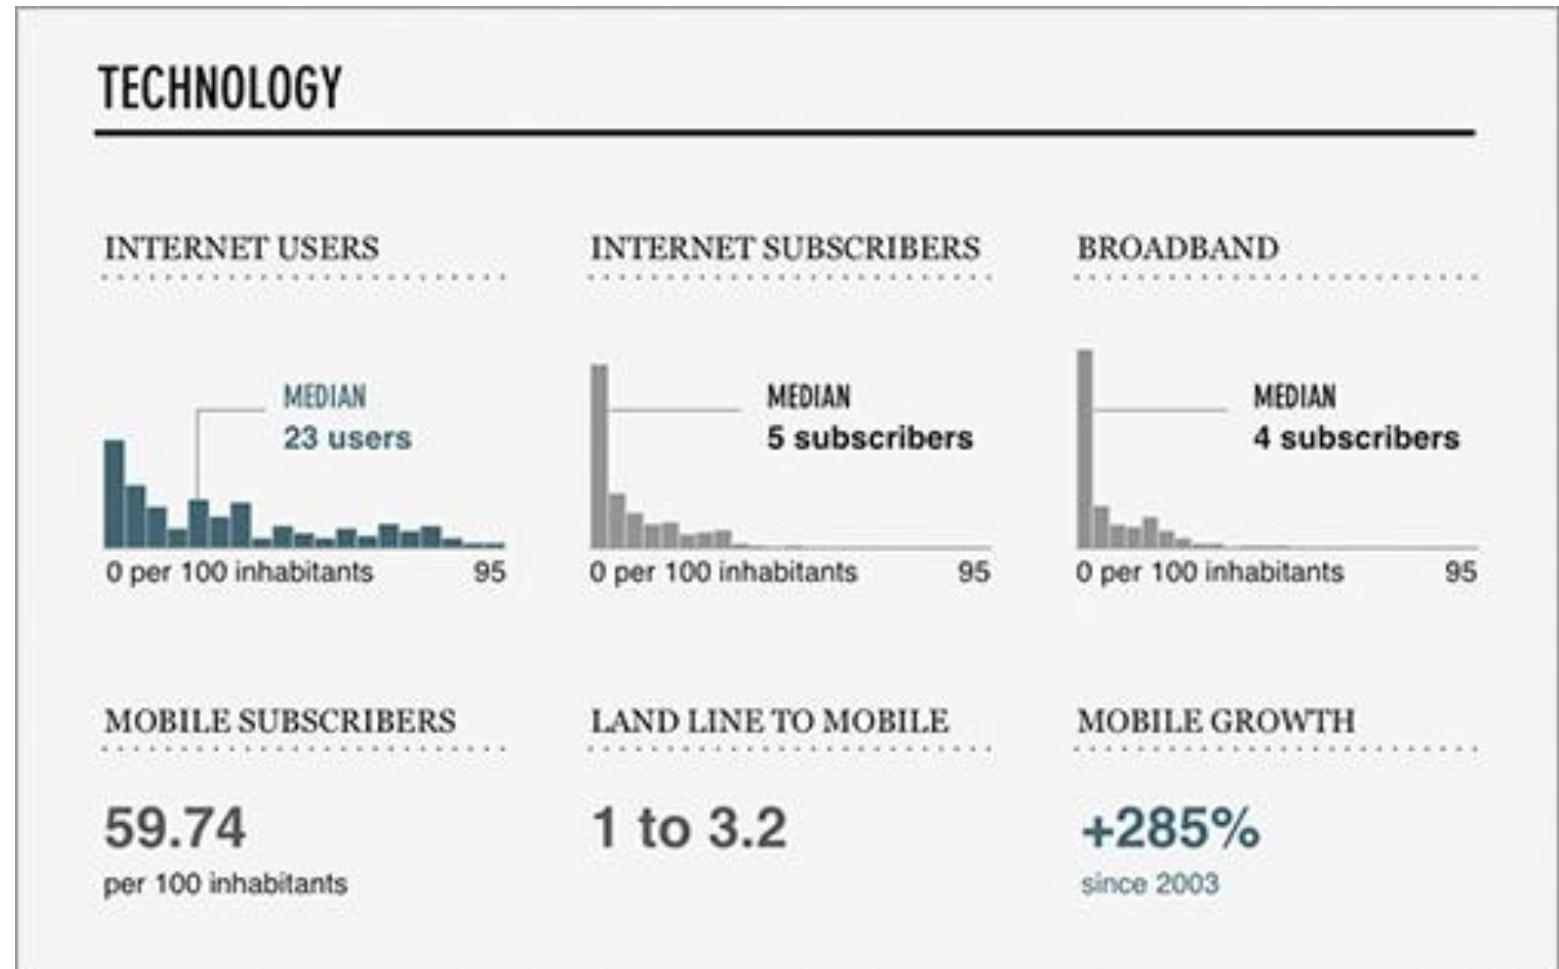 TECHNOLOGY
INTERNET USERS
MEDIAN
23 users
0 per 100 inhabitants 95
INTERNET SUBSCRIBERS
MEDIAN
5 subscribers
0 per 100 inhabitants 95
BROADBAND
MEDIAN
4 subscribers
0 per 100 inhabitants 95
MOBILE SUBSCRIBERS
59.74
per 100 inhabitants
LAND LINE TO MOBILE
1 to 3.2
MOBILE GROWTH
+285%
since 2003